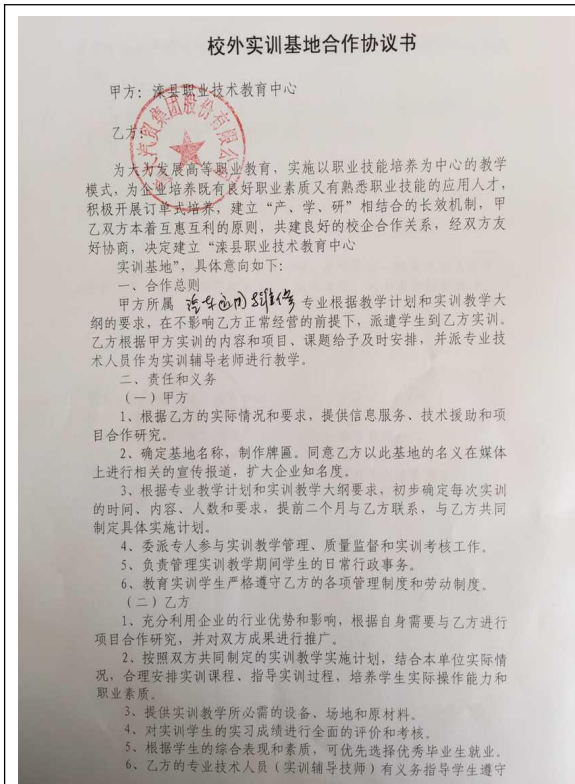 校外实训基地合作协议书
甲方：滦县职业技术教育中心
汽贸集团股份有限公司
乙方：
为大力发展高等职业教育，实施以职业技能培养为中心的教学
模式，为企业培养既有良好职业素质又有熟悉职业技能的应用人才，
积极开展订单式培养，建立“产、学、研”相结合的长效机制，甲
乙双方本着互惠互利的原则，共建良好的校企合作关系，经双方友
好协商，决定建立“滦县职业技术教育中心
实训基地”，具体意向如下：
一、合作总则
甲方所属 汽车运用与维修 专业根据教学计划和实训教学大
纲的要求，在不影响乙方正常经营的前提下，派遣学生到乙方实训。
乙方根据甲方实训的内容和项目、课题给予及时安排，并派专业技
术人员作为实训辅导老师进行教学。
二、责任和义务
（一）甲方
1、根据乙方的实际情况和要求，提供信息服务、技术援助和项
目合作研究。
2、确定基地名称，制作牌匾。同意乙方以此基地的名义在媒体
上进行相关的宣传报道，扩大企业知名度。
3、根据专业教学计划和实训教学大纲要求，初步确定每次实训
的时间、内容、人数和要求，提前二个月与乙方联系，与乙方共同
制定具体实施计划。
4、委派专人参与实训教学管理、质量监督和实训考核工作。
5、负责管理实训教学期间学生的日常行政事务。
6、教育实训学生严格遵守乙方的各项管理制度和劳动制度。
（二）乙方
1、充分利用企业的行业优势和影响，根据自身需要与乙方进行
项目合作研究，并对双方成果进行推广。
2、按照双方共同制定的实训教学实施计划，结合本单位实际情
况，合理安排实训课程、指导实训过程，培养学生实际操作能力和
职业素质。
3、提供实训教学所必需的设备、场地和原材料。
4、对实训学生的实习成绩进行全面的评价和考核。
5、根据学生的综合表现和素质，可优先选择优秀毕业生就业。
6、乙方的专业技术人员（实训辅导技师）有义务指导学生遵守